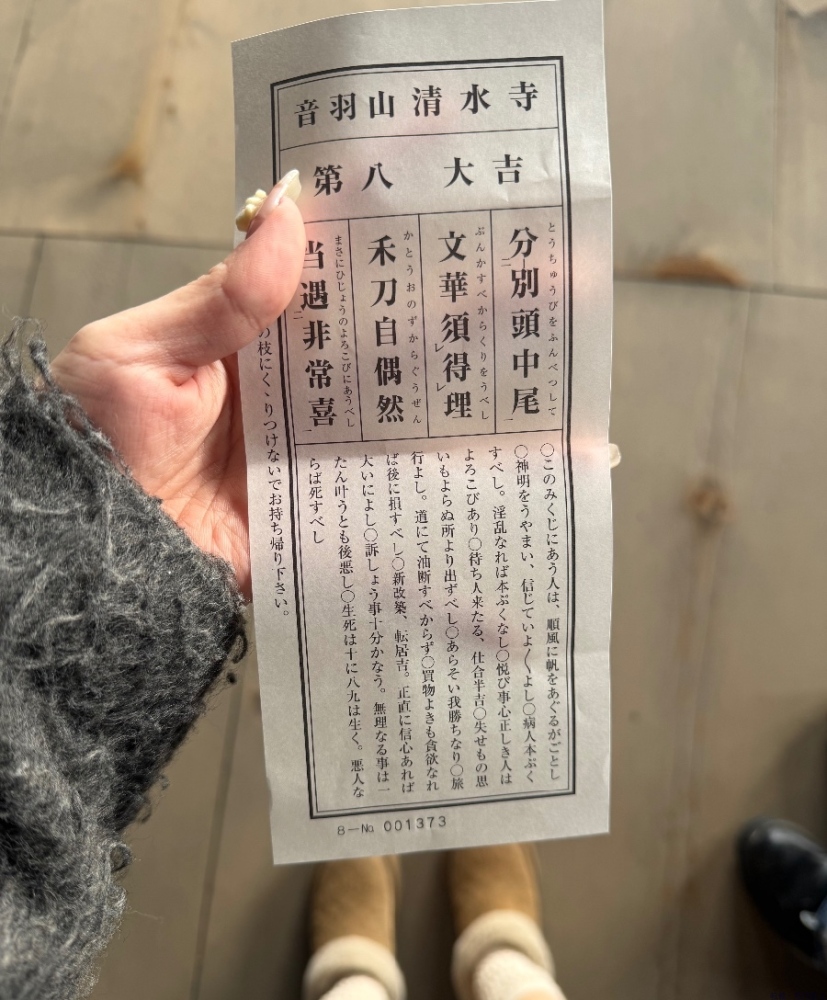 音羽山清水寺
第八 大吉
とうちゅうびをふんべつして
分別頭中尾
ぶんかすべからくりをうべし
文華須得理
かとうおのずからぐうぜん
禾刀自偶然
まさにひじょうのよろこびにあうべし
当遇非常喜
〇このみくじにあう人は、順風に帆をあぐるがごとし
〇神明をうやまい、信じていよ〱よし〇病人本ぶく
すべし。淫乱なれば本ぶくなし〇悦び事心正しき人は
よろこびあり〇待ち人来たる、仕合半吉〇失せもの思
いもよらぬ所より出ずべし〇あらそい我勝ちなり〇旅
行よし。道にて油断すべからず〇買物よきも貪欲なれ
ば後に損すべし〇新改築、転居吉。正直に信心あれば
大いによし〇訴しょう事十分かなう。無理なる事は一
たん叶うとも後悪し〇生死は十に八九は生く。悪人な
らば死すべし
の枝にくゝりつけないでお持ち帰り下さい。
8-No. 001373